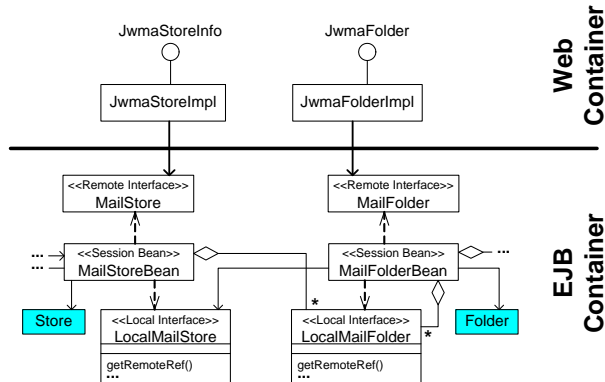 JwmaStoreInfo
JwmaFolder
JwmaStoreImpl
JwmaFolderImpl
Web
Container
<<Remote Interface>>
MailStore
<<Remote Interface>>
MailFolder
...
...
<<Session Bean>>
MailStoreBean
<<Session Bean>>
MailFolderBean
...
EJB
Container
Store
<<Local Interface>>
LocalMailStore
getRemoteRef()
...
*
<<Local Interface>>
LocalMailFolder
getRemoteRef()
...
*
Folder